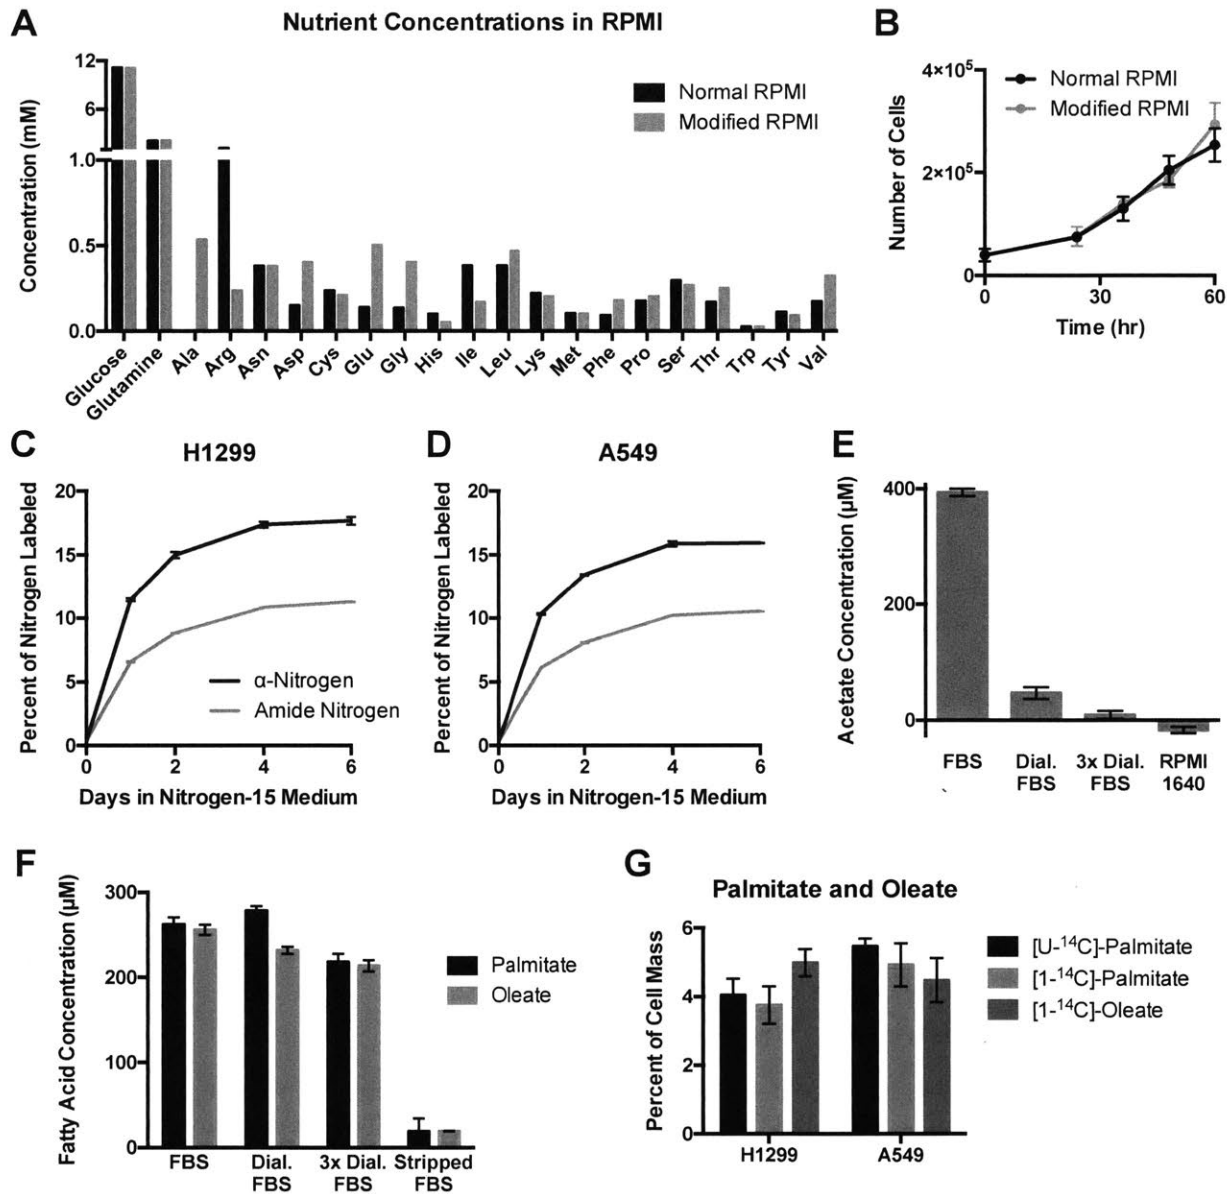 A
Nutrient Concentrations in RPMI
Concentration (mM)
12
6
1.0
0.5
0.0
Normal RPMI
Modified RPMI
Glucose
Glutamine
Ala
Arg
Asn
Asp
Cys
Glu
Gly
His
Ile
Leu
Lys
Met
Phe
Pro
Ser
Thr
Trp
Tyr
Val
B
Number of Cells
4×10⁵
2×10⁵
0
Normal RPMI
Modified RPMI
0 30 60
Time (hr)
C
H1299
Percent of Nitrogen Labeled
20
15
10
5
0
α-Nitrogen
Amide Nitrogen
0 2 4 6
Days in Nitrogen-15 Medium
D
A549
Percent of Nitrogen Labeled
20
15
10
5
0
0 2 4 6
Days in Nitrogen-15 Medium
E
Acetate Concentration (μM)
400
200
0
FBS
Dial.
FBS
3x Dial.
FBS
RPMI
1640
F
Fatty Acid Concentration (μM)
300
200
100
0
Palmitate
Oleate
FBS
Dial.
FBS
3x Dial.
FBS
Stripped
FBS
G
Palmitate and Oleate
Percent of Cell Mass
6
4
2
0
[U-¹⁴C]-Palmitate
[1-¹⁴C]-Palmitate
[1-¹⁴C]-Oleate
H1299 A549